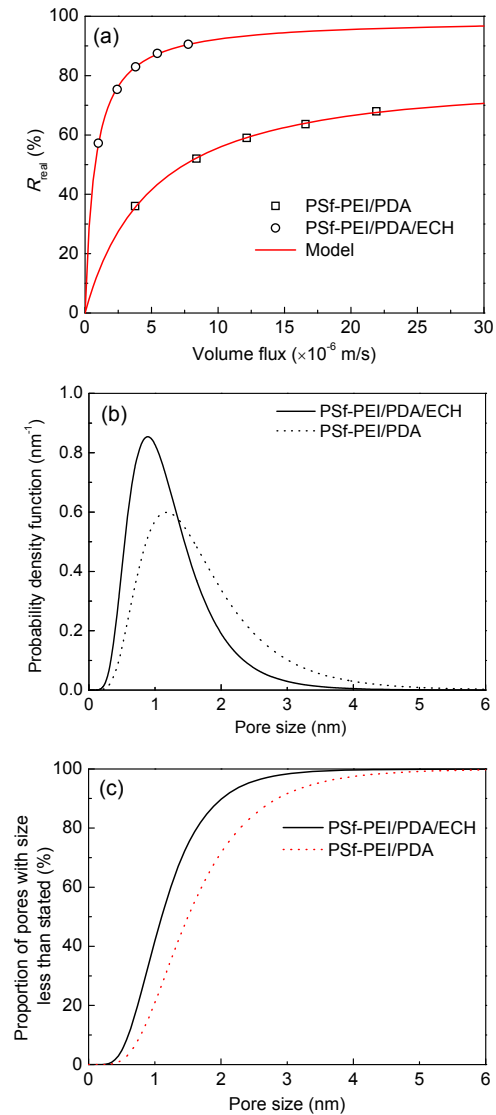 100
(a)
80
60
R_real (%)
40
PSf-PEI/PDA
PSf-PEI/PDA/ECH
20
Model
0
0 5 10 15 20 25 30
Volume flux (×10⁻⁶ m/s)
1.0
(b)
PSf-PEI/PDA/ECH
PSf-PEI/PDA
0.8
0.6
Probability density function (nm⁻¹)
0.4
0.2
0.0
0 1 2 3 4 5 6
Pore size (nm)
100
(c)
80
PSf-PEI/PDA/ECH
PSf-PEI/PDA
60
Proportion of pores with size
less than stated (%)
40
20
0
0 1 2 3 4 5 6
Pore size (nm)